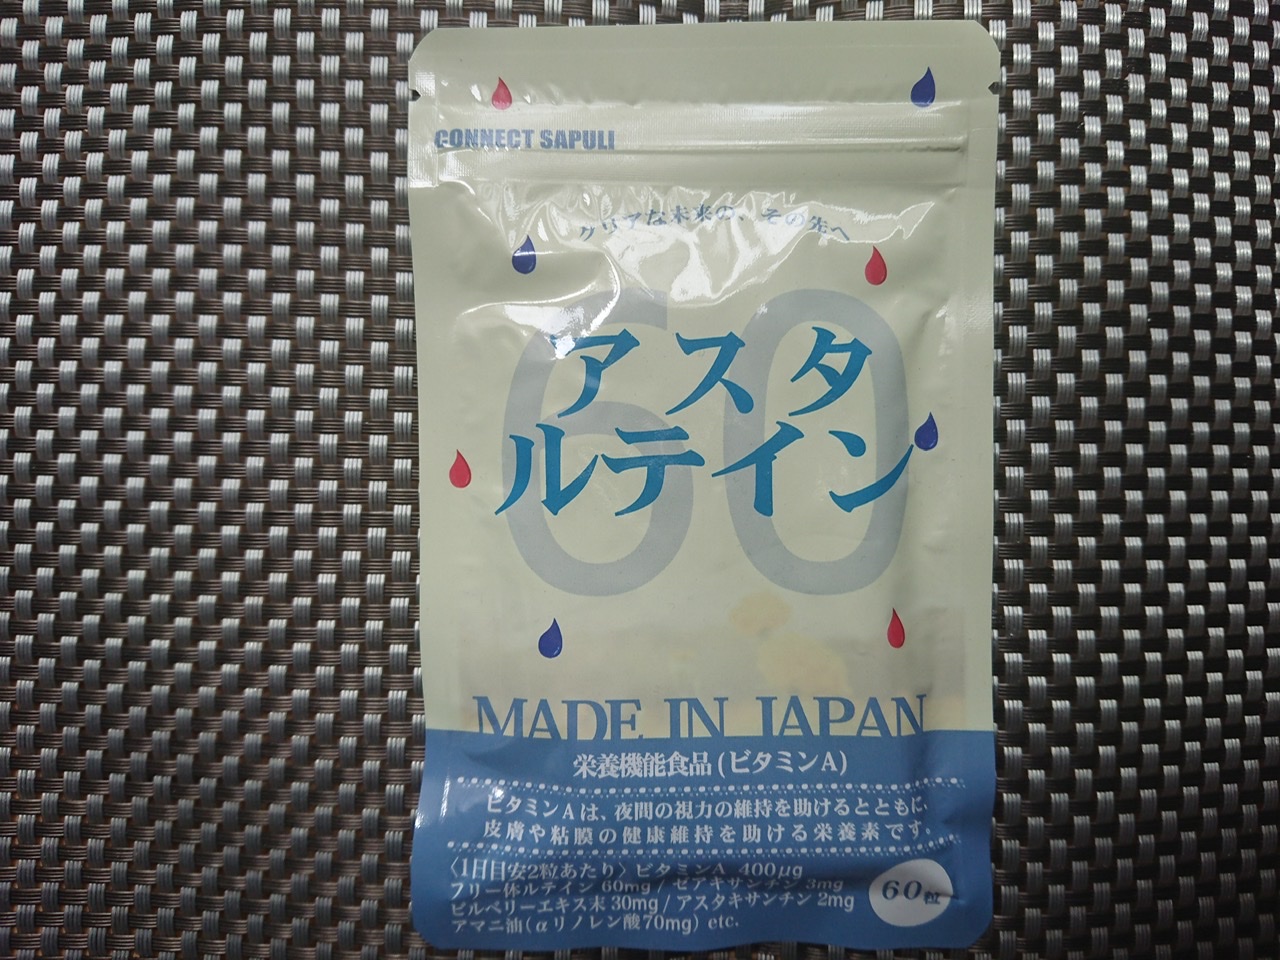 CONNECT SAPULI
クリアな未来の、その先へ
60
アスタ
ルテイン
MADE IN JAPAN
栄養機能食品(ビタミンA)
ビタミンAは、夜間の視力の維持を助けるとともに、
皮膚や粘膜の健康維持を助ける栄養素です。
〈1日目安2粒あたり〉ビタミンA 400μg
フリー体ルテイン 60mg / ゼアキサンチン 3mg
ビルベリーエキス末 30mg / アスタキサンチン 2mg
アマニ油(αリノレン酸70mg) etc.
60粒